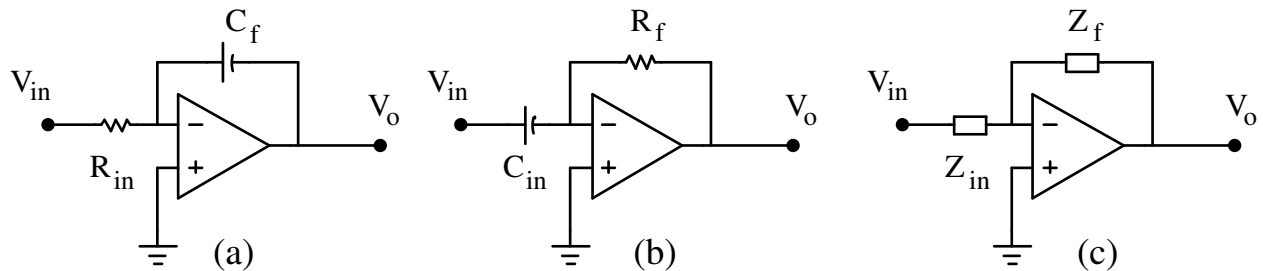 C_f
V_in
R_in
−
+
V_o
(a)
R_f
V_in
C_in
−
+
V_o
(b)
Z_f
V_in
Z_in
−
+
V_o
(c)